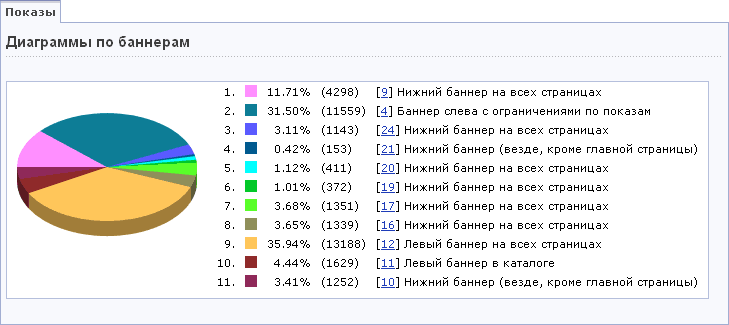 Показы
Диаграммы по баннерам
1. 11.71% (4298) [9] Нижний баннер на всех страницах
2. 31.50% (11559) [4] Баннер слева с ограничениями по показам
3. 3.11% (1143) [24] Нижний баннер на всех страницах
4. 0.42% (153) [21] Нижний баннер (везде, кроме главной страницы)
5. 1.12% (411) [20] Нижний баннер на всех страницах
6. 1.01% (372) [19] Нижний баннер на всех страницах
7. 3.68% (1351) [17] Нижний баннер на всех страницах
8. 3.65% (1339) [16] Нижний баннер на всех страницах
9. 35.94% (13188) [12] Левый баннер на всех страницах
10. 4.44% (1629) [11] Левый баннер в каталоге
11. 3.41% (1252) [10] Нижний баннер (везде, кроме главной страницы)